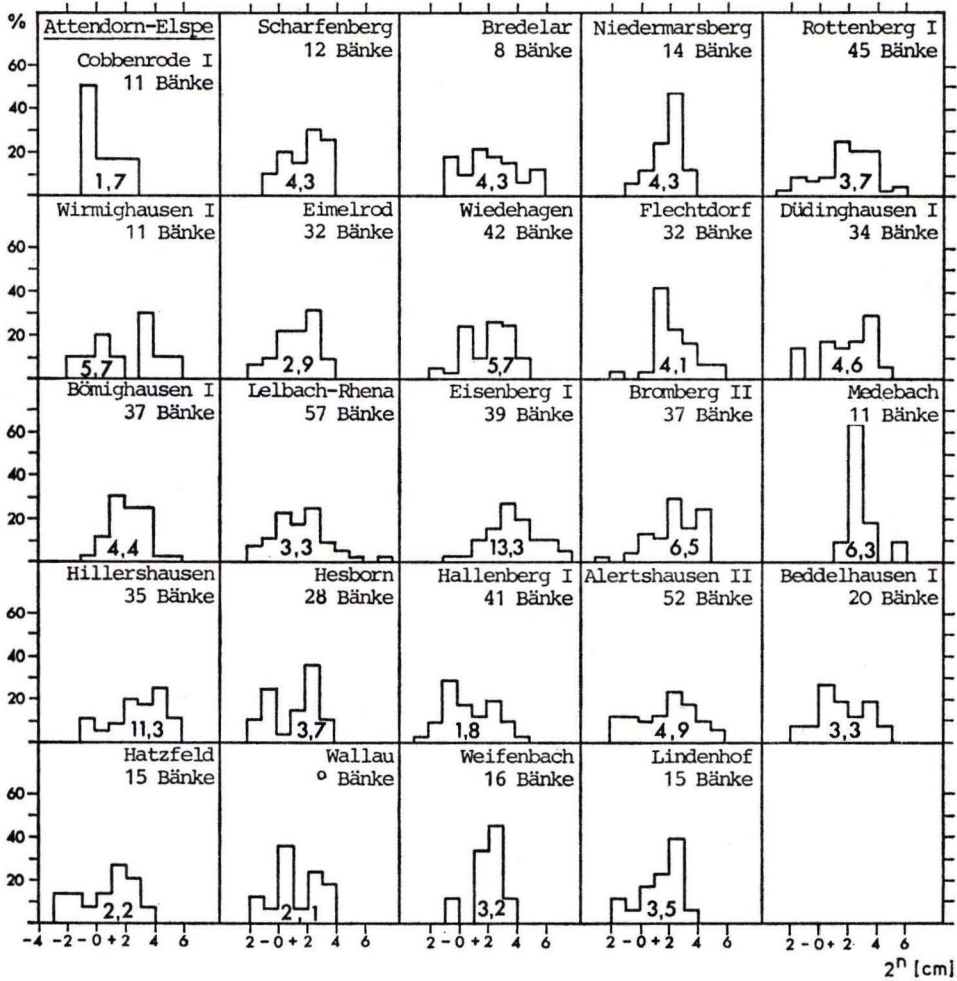 %
Attendorn-Elspe
Cobbenrode I
11 Bänke
1,7
Scharfenberg
12 Bänke
4,3
Bredelar
8 Bänke
4,3
Niedermarsberg
14 Bänke
4,3
Rottenberg I
45 Bänke
3,7
60
40
20
Wirmighausen I
11 Bänke
5,7
Eimelrod
32 Bänke
2,9
Wiedehagen
42 Bänke
5,7
Flechtdorf
32 Bänke
4,1
Düdinghausen I
34 Bänke
4,6
60
40
20
Bömighausen I
37 Bänke
4,4
Lelbach-Rhena
57 Bänke
3,3
Eisenberg I
39 Bänke
13,3
Bromberg II
37 Bänke
6,5
Medebach
11 Bänke
6,3
60
40
20
Hillershausen
35 Bänke
11,3
Hesborn
28 Bänke
3,7
Hallenberg I
41 Bänke
1,8
Alertshausen II
52 Bänke
4,9
Beddelhausen I
20 Bänke
3,3
60
40
20
Hatzfeld
15 Bänke
2,2
Wallau
Bänke
2,1
Weifenbach
16 Bänke
3,2
Lindenhof
15 Bänke
3,5
60
40
20
-4 -2 -0+ 2 6
2 -0+ 2 6
2 -0+ 2 6
2 -0+ 2 6
2 -0+ 2 4 6
2ⁿ [cm]